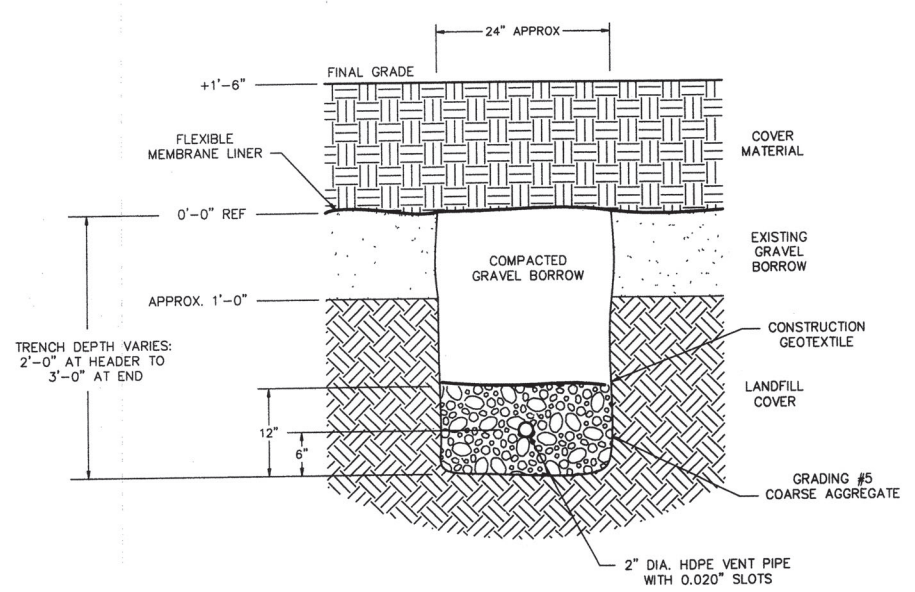 24" APPROX
FINAL GRADE
+1'-6"
FLEXIBLE
MEMBRANE LINER
COVER
MATERIAL
0'-0" REF
EXISTING
GRAVEL
BORROW
COMPACTED
GRAVEL BORROW
APPROX. 1'-0"
CONSTRUCTION
GEOTEXTILE
TRENCH DEPTH VARIES:
2'-0" AT HEADER TO
3'-0" AT END
LANDFILL
COVER
12"
6"
GRADING #5
COARSE AGGREGATE
2" DIA. HDPE VENT PIPE
WITH 0.020" SLOTS